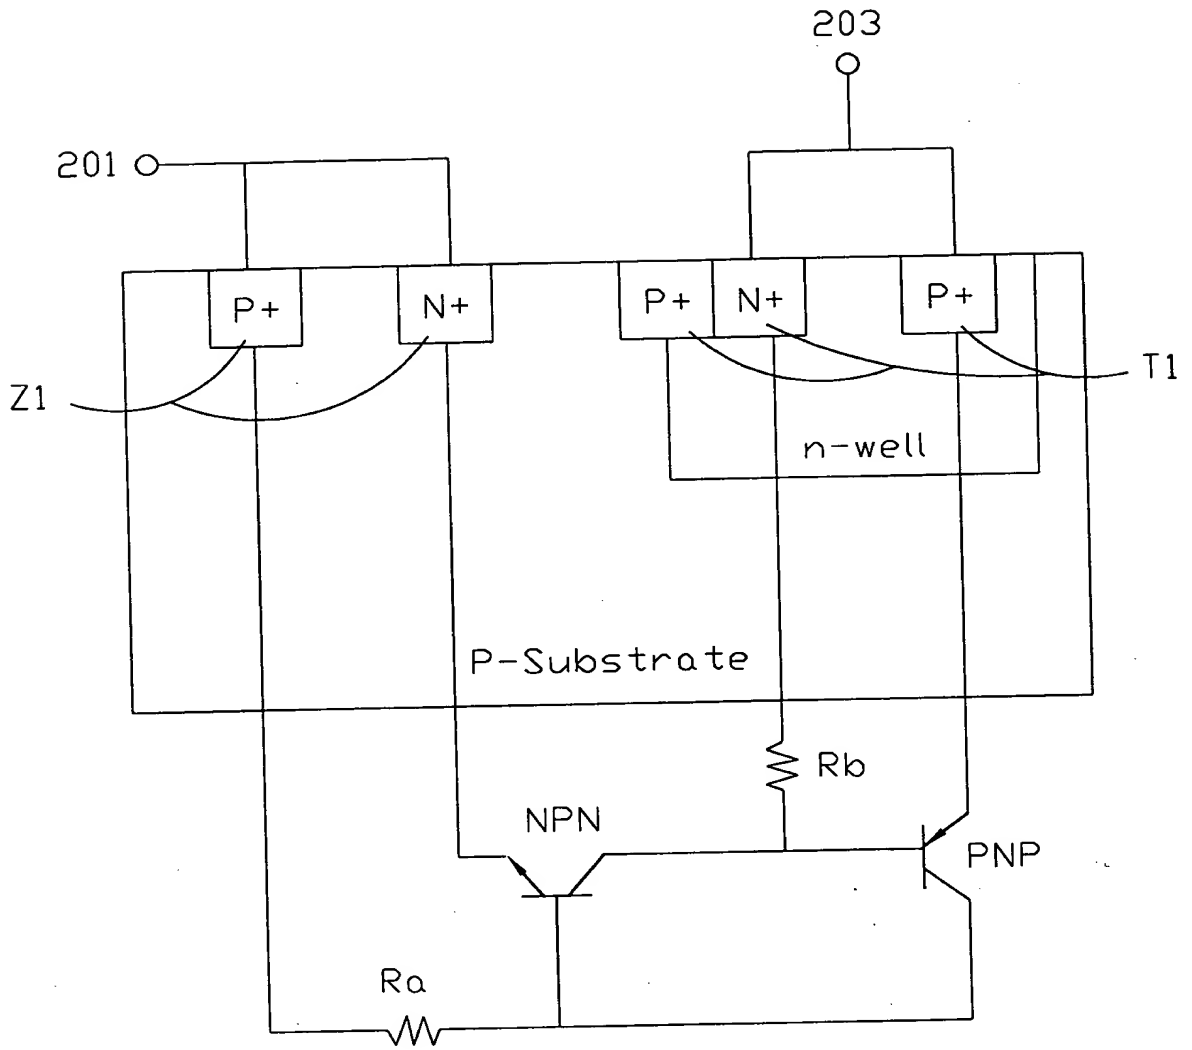 203
201
P+
N+
P+
N+
P+
Z1
T1
n-well
P-Substrate
Rb
NPN
PNP
Ra